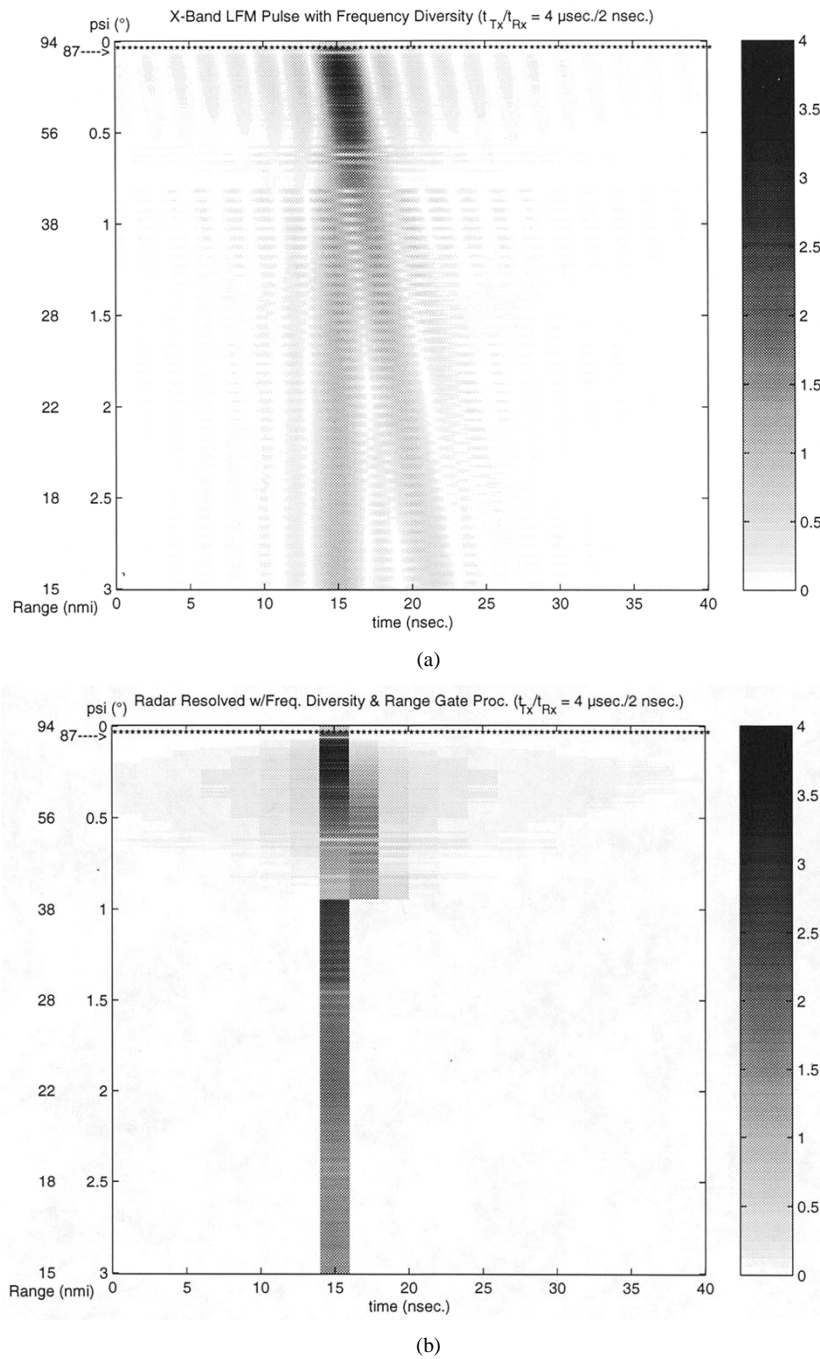 X-Band LFM Pulse with Frequency Diversity (t Tx/t Rx = 4 µsec./2 nsec.)
psi (°)
94 0 4
87---->
3.5
56 0.5
3
38 1
2.5
28 1.5 2
1.5
22 2
1
18 2.5
0.5
15 3 0
Range (nmi) 0 5 10 15 20 25 30 35 40
time (nsec.)
(a)
Radar Resolved w/Freq. Diversity & Range Gate Proc. (t Tx/t Rx = 4 µsec./2 nsec.)
psi (°)
94 0 4
87---->
3.5
56 0.5
3
38 1
2.5
28 1.5 2
1.5
22 2
1
18 2.5
0.5
15 3 0
Range (nmi) 0 5 10 15 20 25 30 35 40
time (nsec.)
(b)